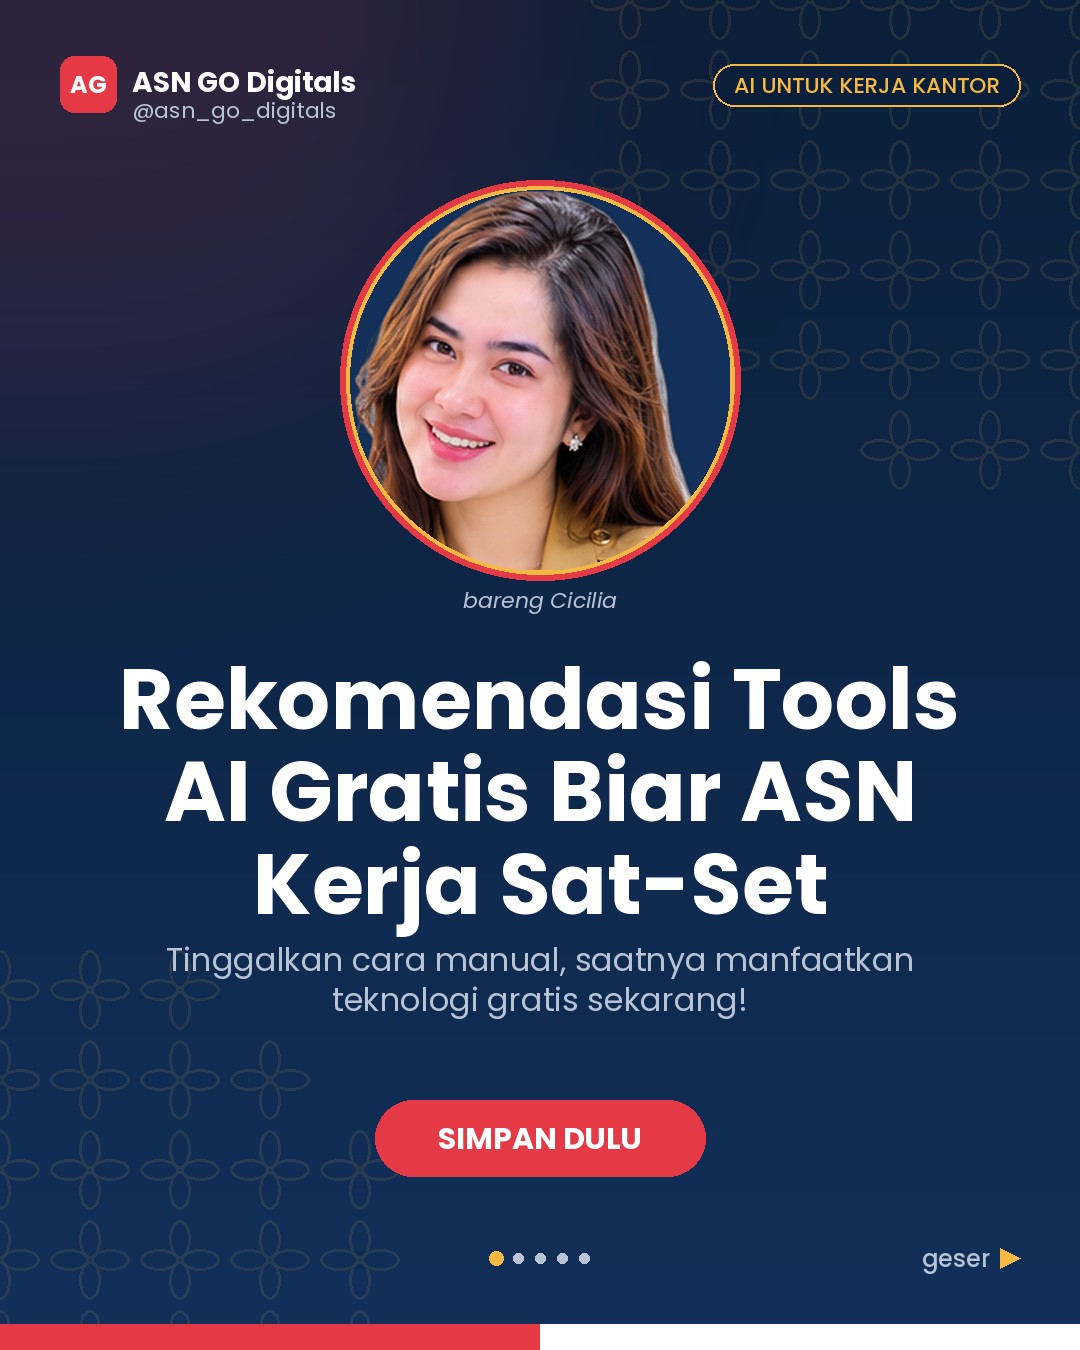 AG
ASN GO Digitals
@asn_go_digitals
AI UNTUK KERJA KANTOR
bareng Cicilia
Rekomendasi Tools
AI Gratis Biar ASN
Kerja Sat-Set
Tinggalkan cara manual, saatnya manfaatkan
teknologi gratis sekarang!
SIMPAN DULU
geser